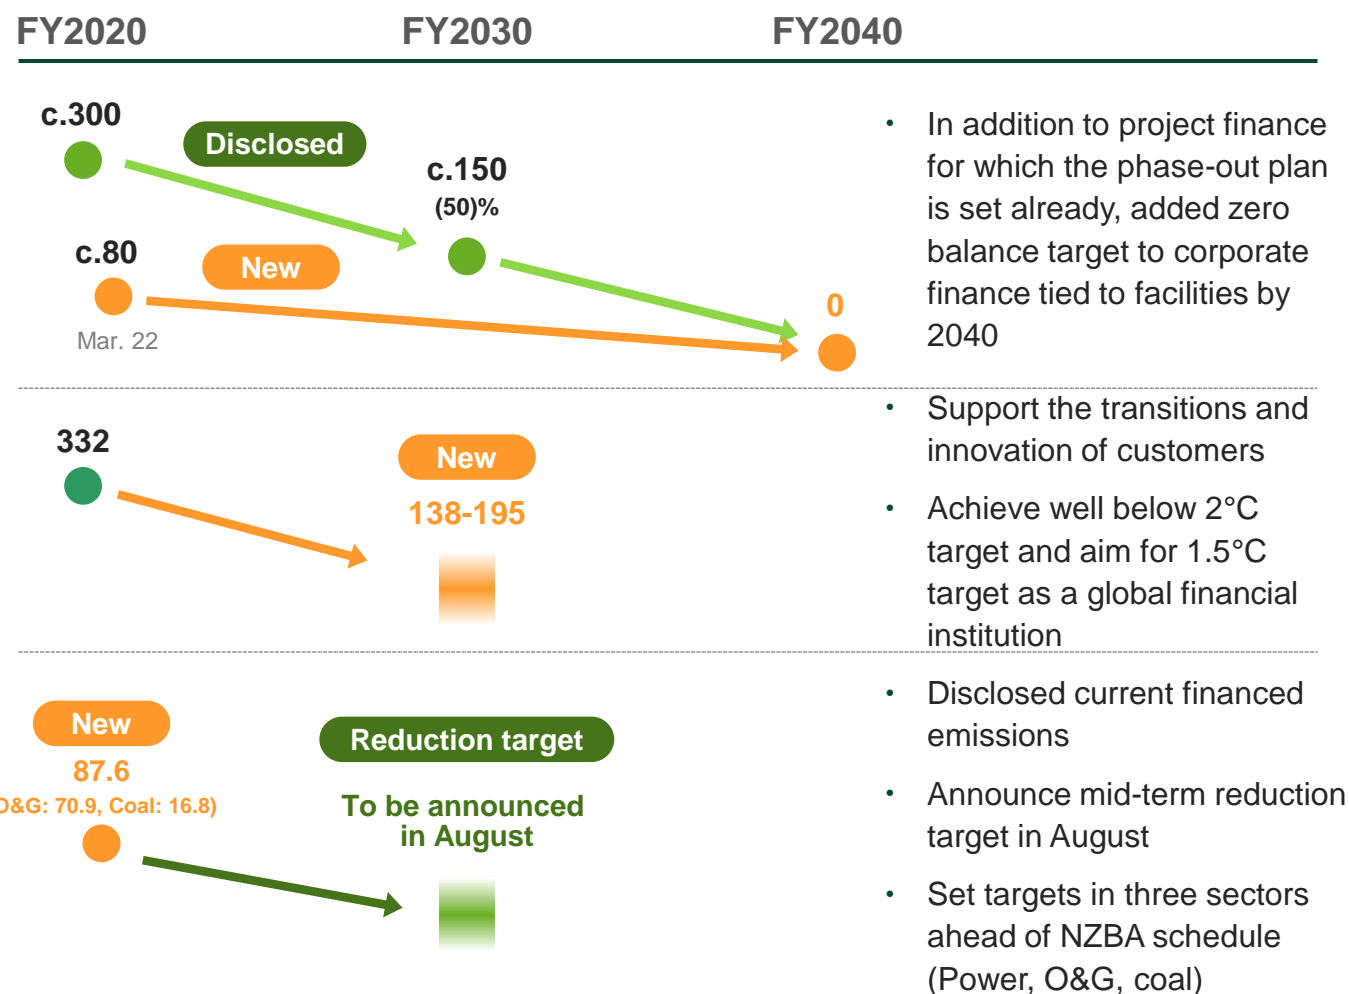 FY2020 FY2030 FY2040
c.300
Disclosed
c.150
(50)%
c.80
New
Mar. 22
0
• In addition to project finance
for which the phase-out plan
is set already, added zero
balance target to corporate
finance tied to facilities by
2040
332
New
138-195
• Support the transitions and
innovation of customers
• Achieve well below 2°C
target and aim for 1.5°C
target as a global financial
institution
New
87.6
O&G: 70.9, Coal: 16.8)
Reduction target
To be announced
in August
• Disclosed current financed
emissions
• Announce mid-term reduction
target in August
• Set targets in three sectors
ahead of NZBA schedule
(Power, O&G, coal)